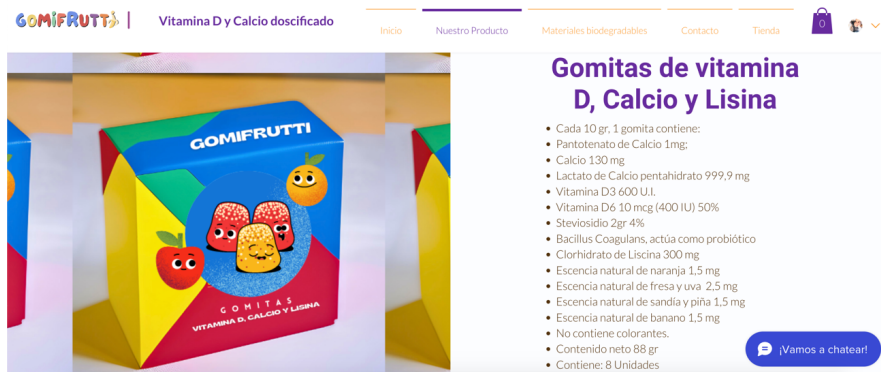 GOMiFRUTTi
Vitamina D y Calcio doscificado
Inicio
Nuestro Producto
Materiales biodegradables
Contacto
Tienda
0
GOMIFRUTTI
GOMITAS
VITAMINA D, CALCIO Y LISINA
Gomitas de vitamina
D, Calcio y Lisina
Cada 10 gr, 1 gomita contiene:
Pantotenato de Calcio 1mg;
Calcio 130 mg
Lactato de Calcio pentahidrato 999,9 mg
Vitamina D3 600 U.I.
Vitamina D6 10 mcg (400 IU) 50%
Steviosidio 2gr 4%
Bacillus Coagulans, actúa como probiótico
Clorhidrato de Liscina 300 mg
Escencia natural de naranja 1,5 mg
Escencia natural de fresa y uva 2,5 mg
Escencia natural de sandía y piña 1,5 mg
Escencia natural de banano 1,5 mg
No contiene colorantes.
Contenido neto 88 gr
Contiene: 8 Unidades
¡Vamos a chatear!